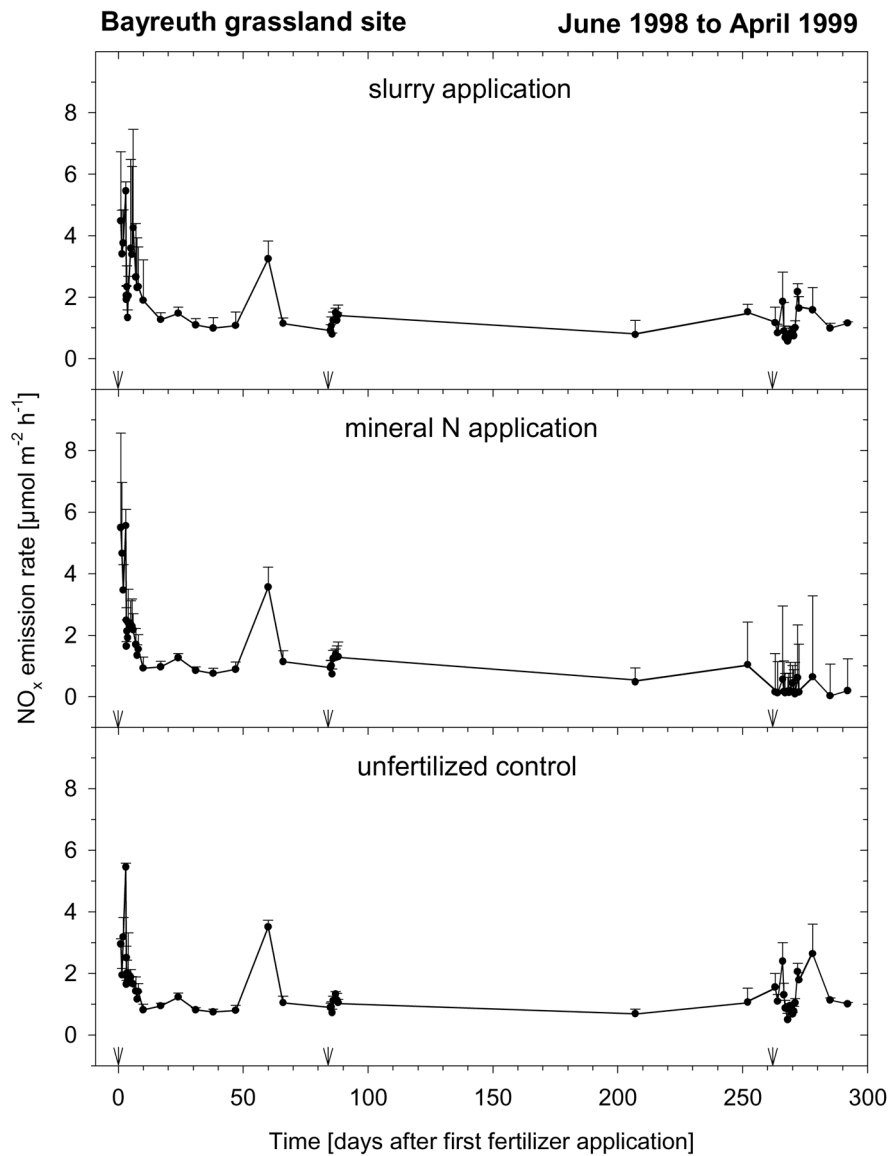 Bayreuth grassland site June 1998 to April 1999
slurry application
8
6
4
2
0
mineral N application
8
6
4
2
0
NOₓ emission rate [µmol m⁻² h⁻¹]
unfertilized control
8
6
4
2
0
0 50 100 150 200 250 300
Time [days after first fertilizer application]